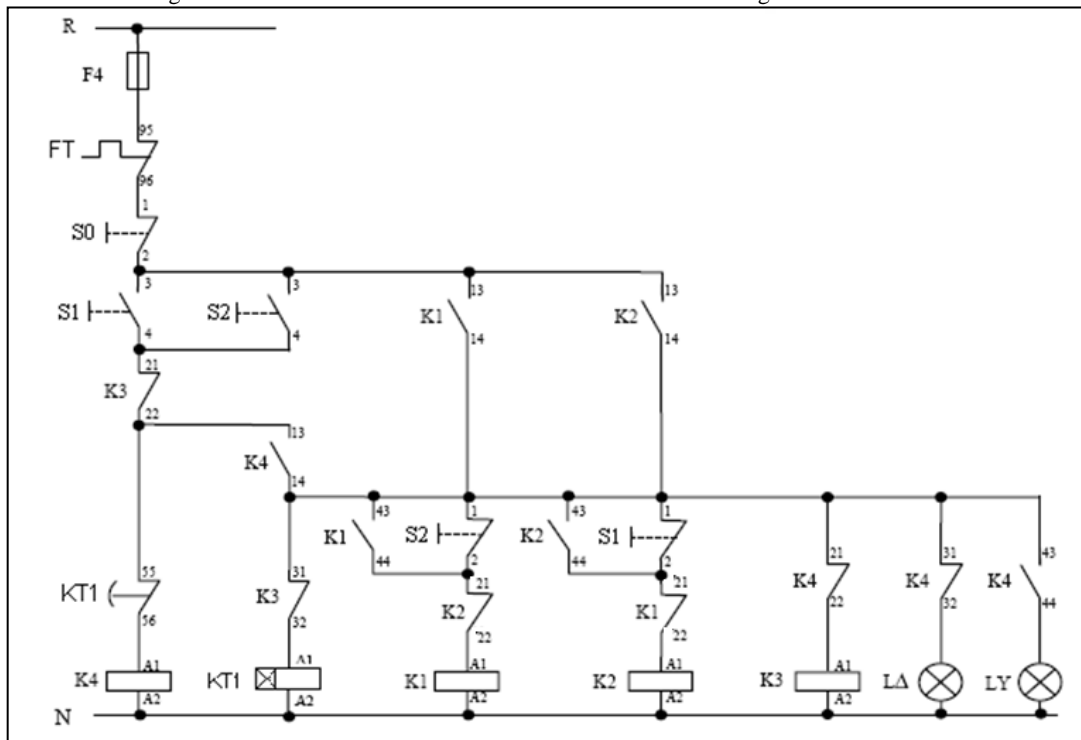 R
F4
95
FT
96
1
S0
2
3 3 13 13
S1 S2 K1 K2
4 4 14 14
21
K3
22
13
K4
14
43 1 43 1 21 31 43
K1 S2 K2 S1 K4 K4 K4
44 2 44 2 22 32 44
31 21 21
K3 K2 K1
32 22 22
55
KT1
56
A1 A1 A1 A1 A1
K4 KT1 K1 K2 K3 LΔ LY
A2 A2 A2 A2 A2
N